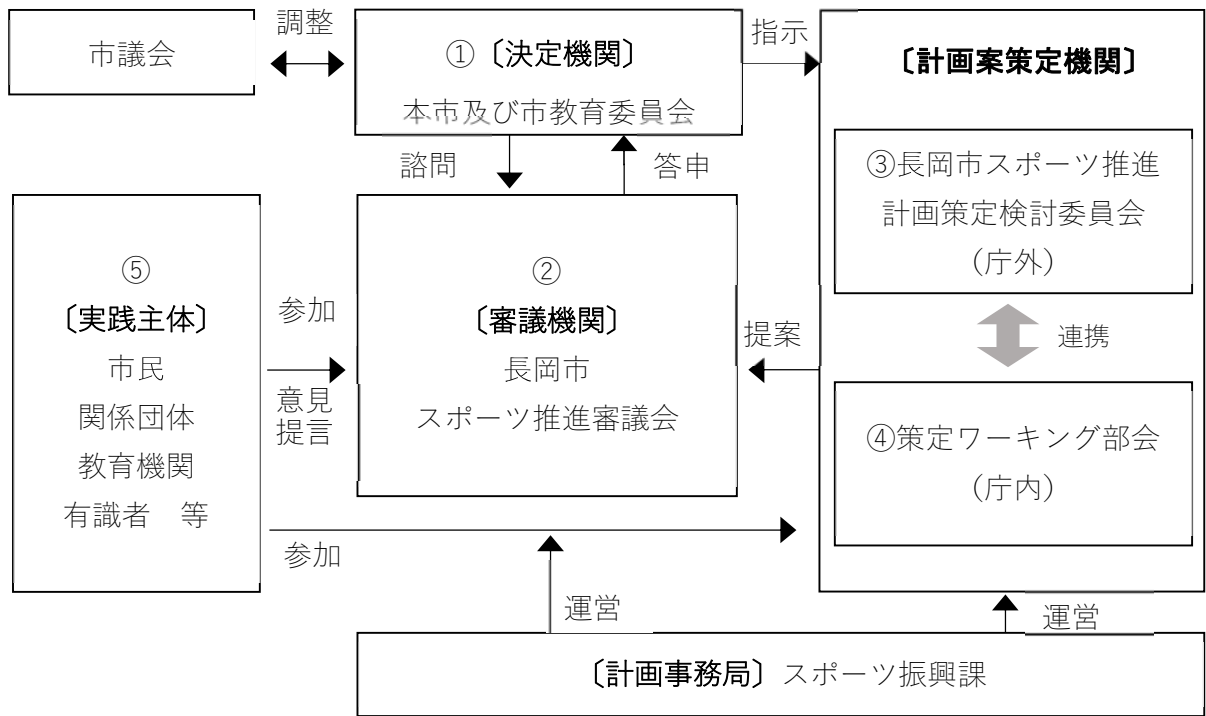 市議会
調整
①〔決定機関〕
本市及び市教育委員会
指示
〔計画案策定機関〕
諮問
答申
③長岡市スポーツ推進
計画策定検討委員会
（庁外）
連携
④策定ワーキング部会
（庁内）
⑤
〔実践主体〕
市民
関係団体
教育機関
有識者　等
参加
意見
提言
②
〔審議機関〕
長岡市
スポーツ推進審議会
提案
参加
運営
運営
〔計画事務局〕スポーツ振興課